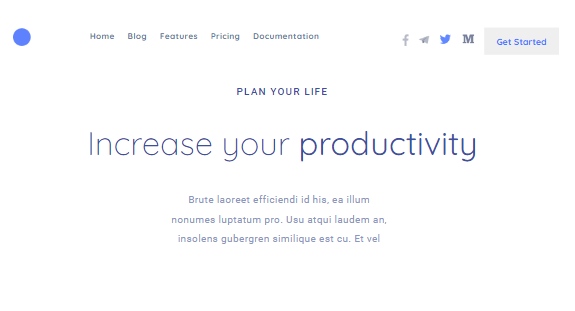 Home Blog Features Pricing Documentation Get Started
PLAN YOUR LIFE
Increase your productivity
Brute laoreet efficiendi id his, ea illum
nonumes luptatum pro. Usu atqui laudem an,
insolens gubergren similique est cu. Et vel